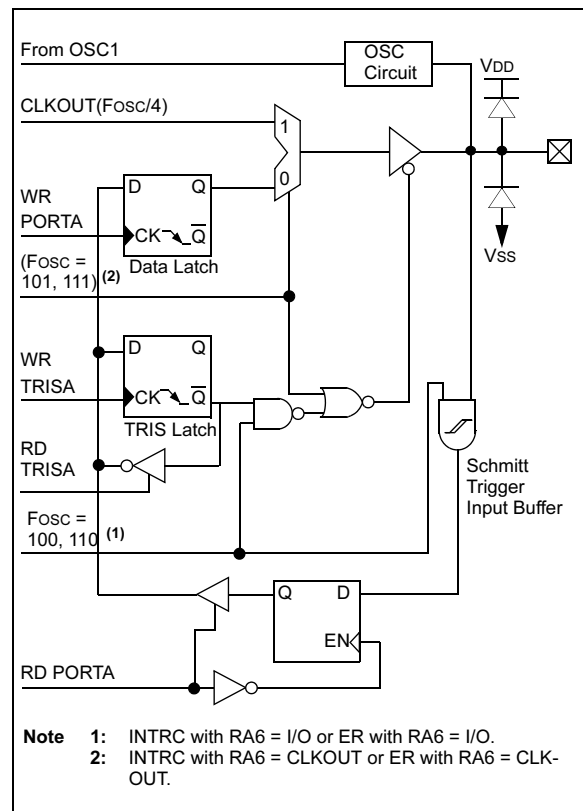 From OSC1
OSC
Circuit
VDD
CLKOUT(FOSC/4)
1
0
WR
PORTA
D Q
CK Q̅
Data Latch
VSS
(FOSC =
101, 111) (2)
WR
TRISA
D Q
CK Q̅
TRIS Latch
RD
TRISA
Schmitt
Trigger
Input Buffer
FOSC =
100, 110 (1)
Q D
EN
RD PORTA
Note 1: INTRC with RA6 = I/O or ER with RA6 = I/O.
2: INTRC with RA6 = CLKOUT or ER with RA6 = CLK-
OUT.